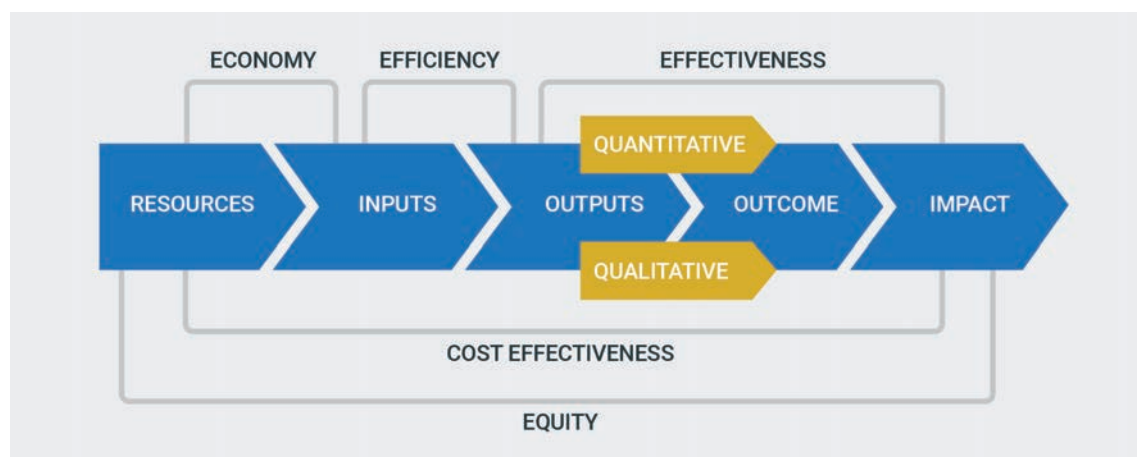 ECONOMY
EFFICIENCY
EFFECTIVENESS
QUANTITATIVE
RESOURCES
INPUTS
OUTPUTS
OUTCOME
IMPACT
QUALITATIVE
COST EFFECTIVENESS
EQUITY